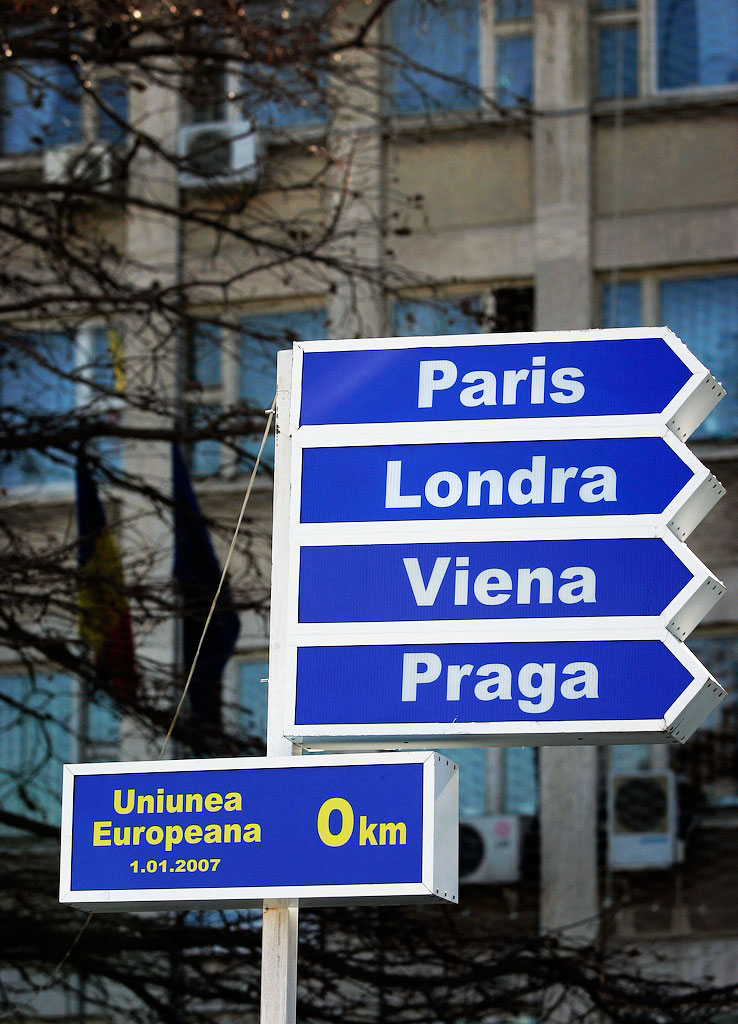 Paris
Londra
Viena
Praga
Uniunea
Europeana
1.01.2007
0km